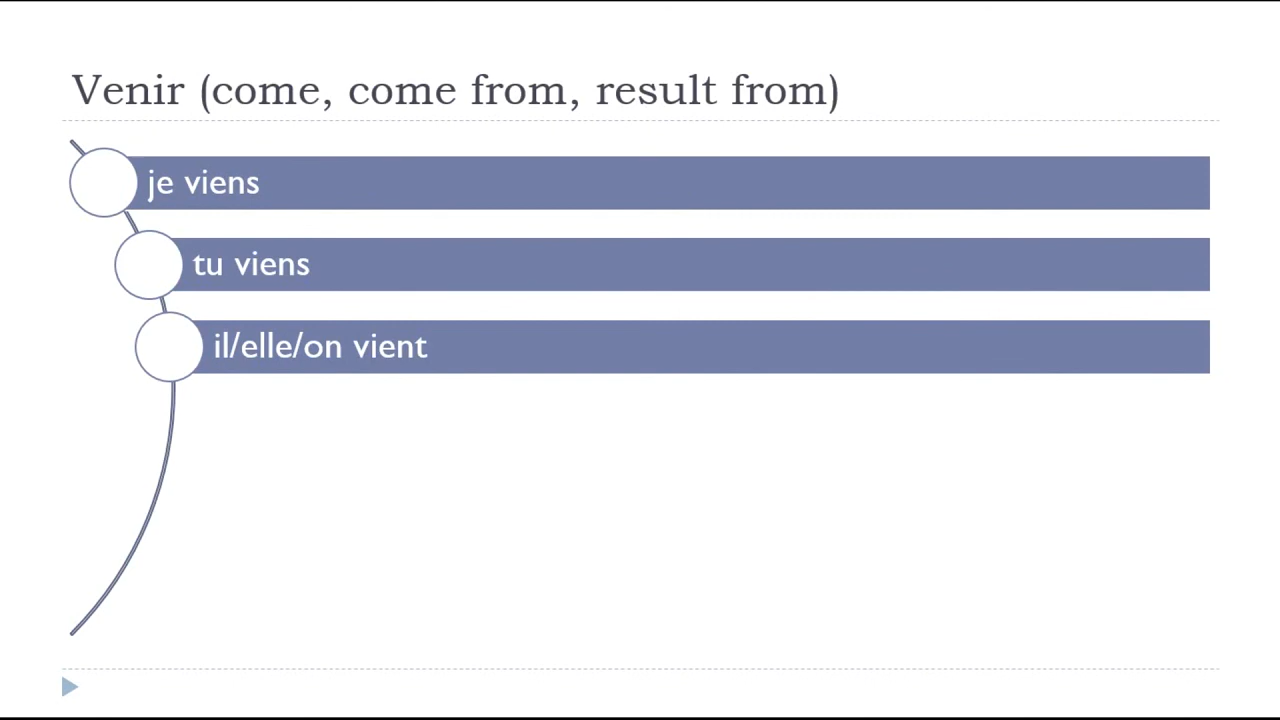 Venir (come, come from, result from)
je viens
tu viens
il/elle/on vient